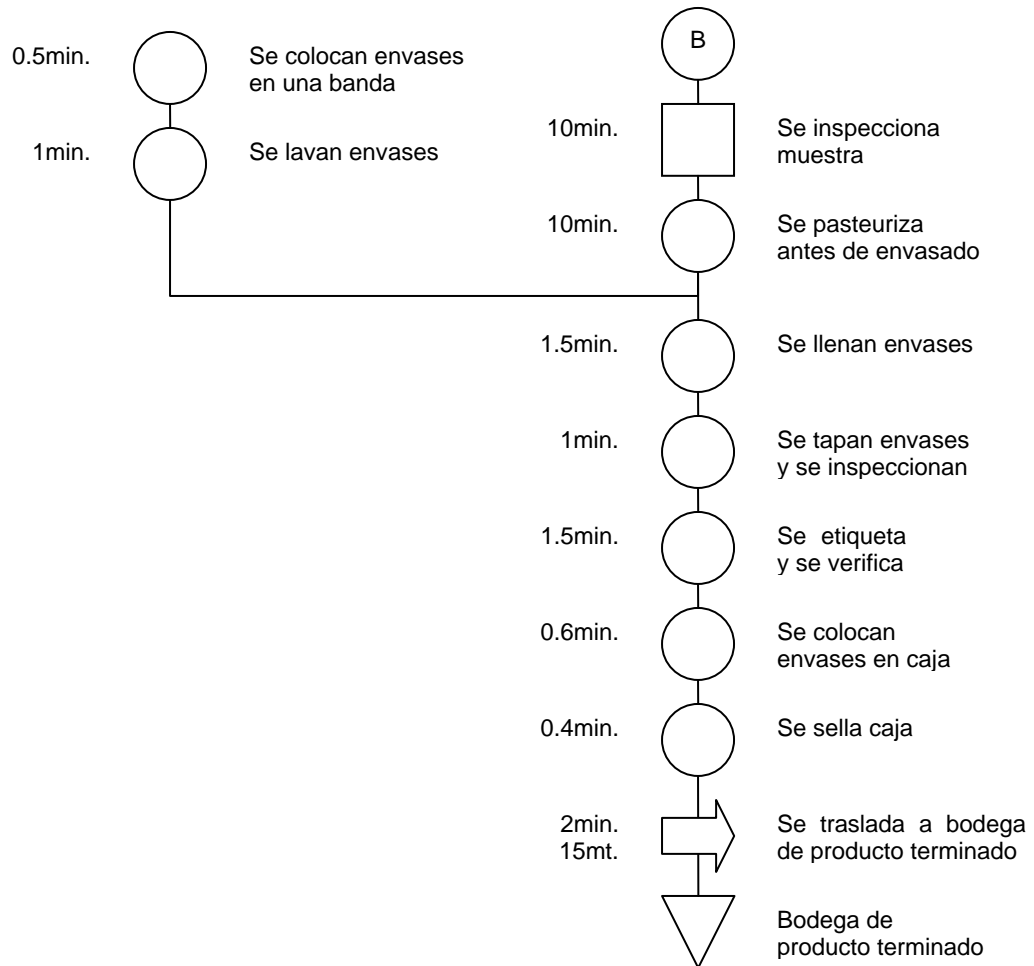 0.5min.
Se colocan envases
en una banda
1min.
Se lavan envases
B
10min.
Se inspecciona
muestra
10min.
Se pasteuriza
antes de envasado
1.5min.
Se llenan envases
1min.
Se tapan envases
y se inspeccionan
1.5min.
Se etiqueta
y se verifica
0.6min.
Se colocan
envases en caja
0.4min.
Se sella caja
2min.
15mt.
Se traslada a bodega
de producto terminado
Bodega de
producto terminado